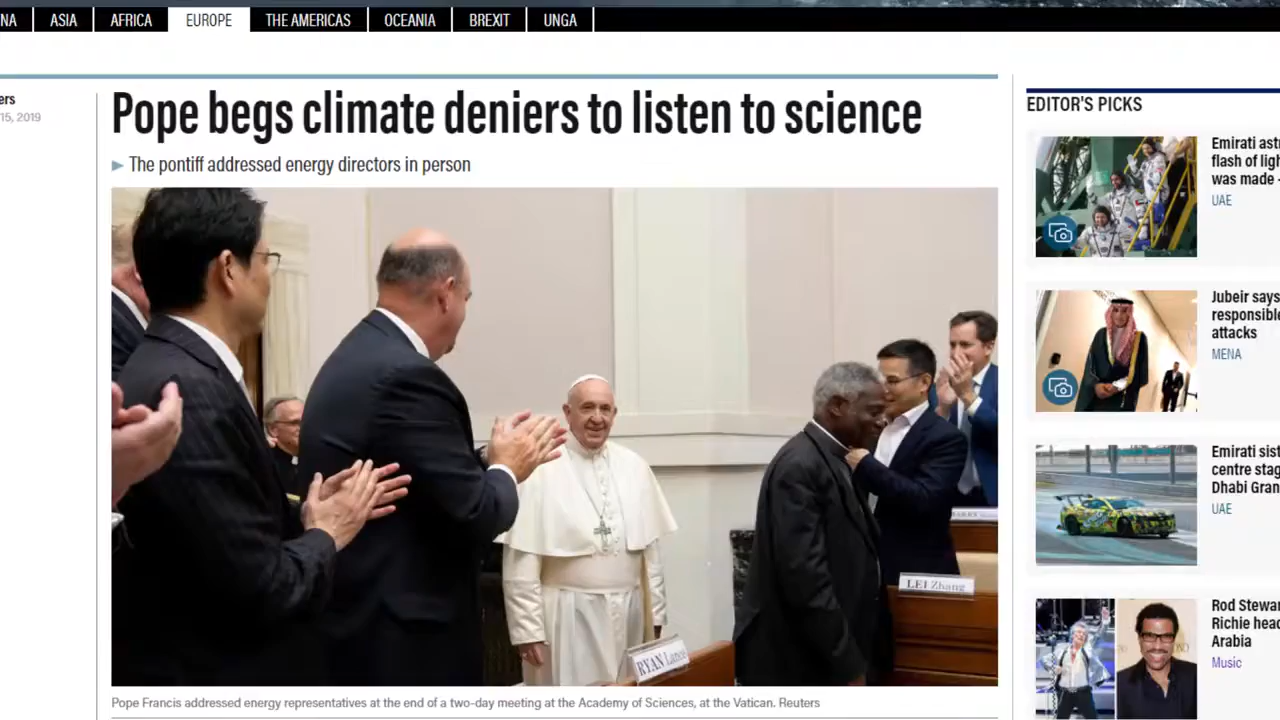 NA ASIA AFRICA EUROPE THE AMERICAS OCEANIA BREXIT UNGA
ers
15, 2019
Pope begs climate deniers to listen to science
The pontiff addressed energy directors in person
LEI Zhang
RYAN Lance
Pope Francis addressed energy representatives at the end of a two-day meeting at the Academy of Sciences, at the Vatican. Reuters
EDITOR'S PICKS
Emirati astr
flash of ligh
was made -
UAE
Jubeir says
responsible
attacks
MENA
Emirati sist
centre stag
Dhabi Gran
UAE
Rod Stewar
Richie head
Arabia
Music